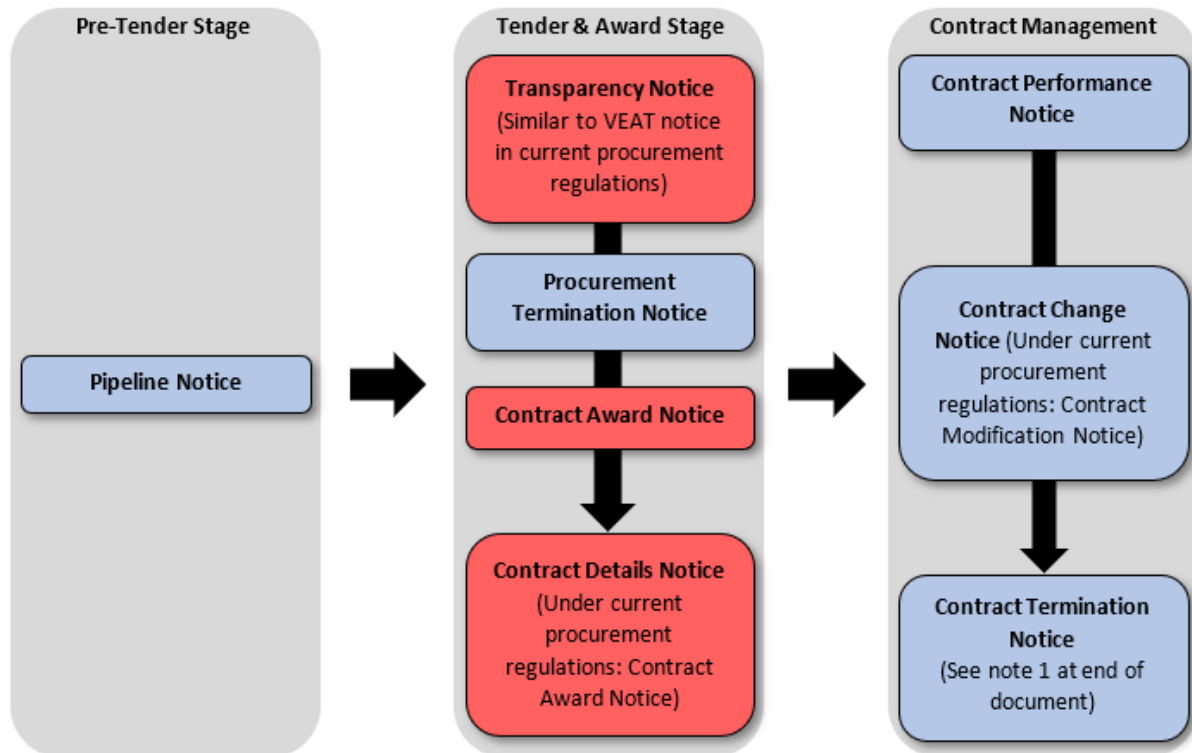 Pre-Tender Stage
Pipeline Notice
Tender & Award Stage
Transparency Notice
(Similar to VEAT notice
in current procurement
regulations)
Procurement
Termination Notice
Contract Award Notice
Contract Details Notice
(Under current
procurement
regulations: Contract
Award Notice)
Contract Management
Contract Performance
Notice
Contract Change
Notice (Under current
procurement
regulations: Contract
Modification Notice)
Contract Termination
Notice
(See note 1 at end of
document)